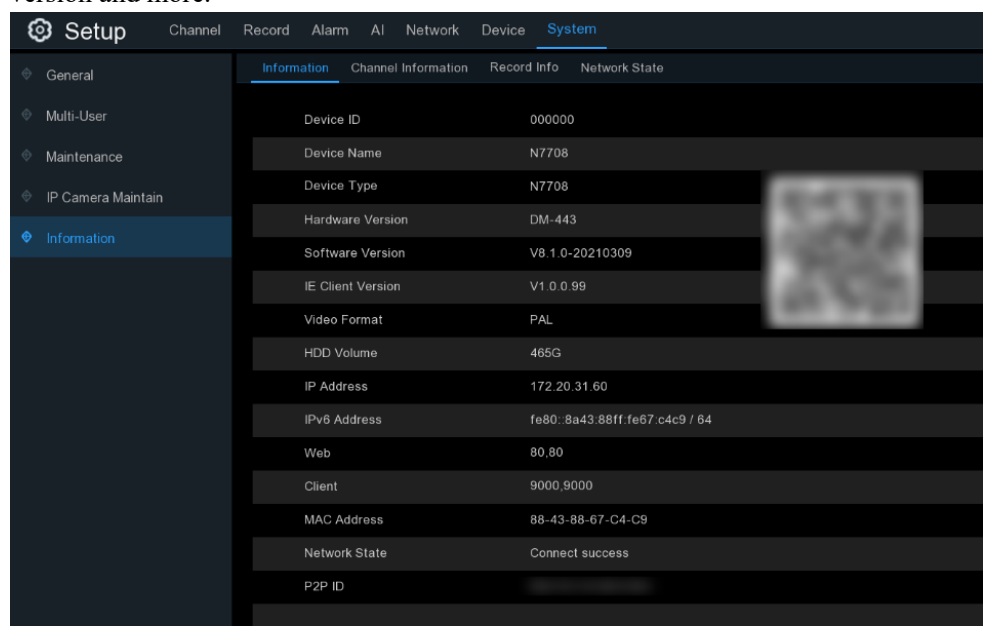 version and more.
Setup Channel Record Alarm AI Network Device System
Information Channel Information Record Info Network State
General
Multi-User
Maintenance
IP Camera Maintain
Information
Device ID 000000
Device Name N7708
Device Type N7708
Hardware Version DM-443
Software Version V8.1.0-20210309
IE Client Version V1.0.0.99
Video Format PAL
HDD Volume 465G
IP Address 172.20.31.60
IPv6 Address fe80::8a43:88ff:fe67:c4c9 / 64
Web 80,80
Client 9000,9000
MAC Address 88-43-88-67-C4-C9
Network State Connect success
P2P ID